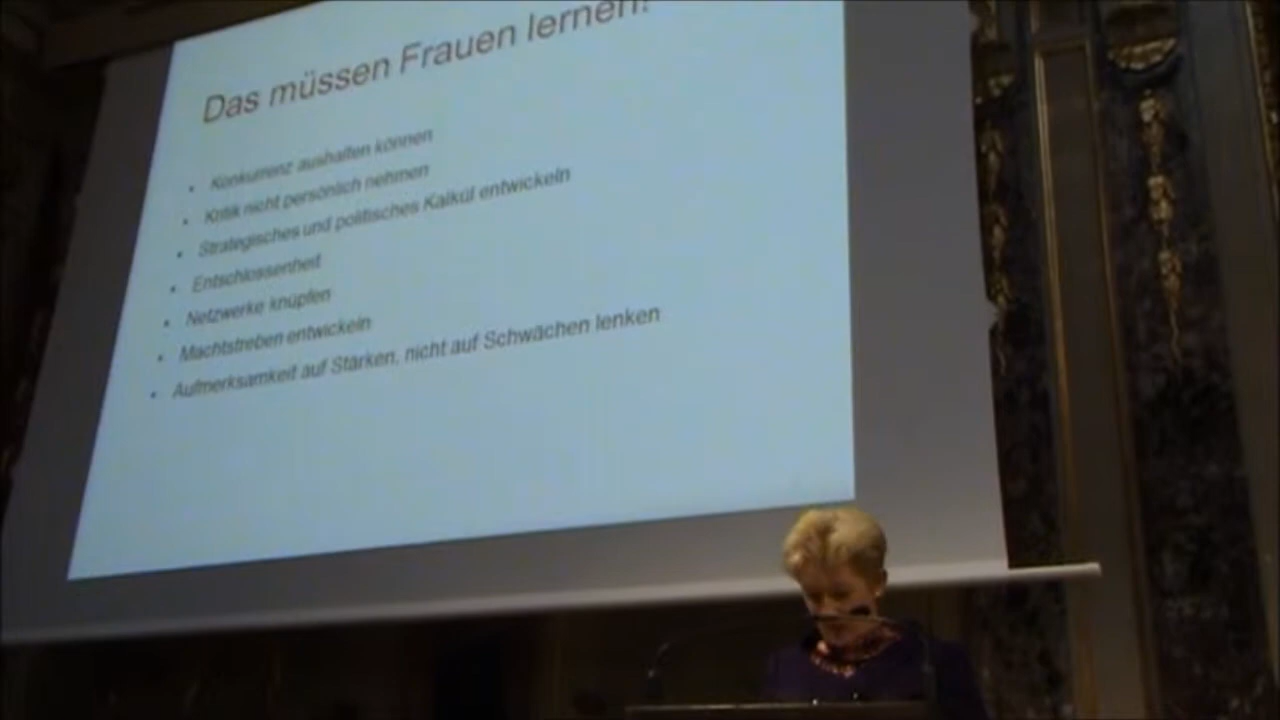 Das müssen Frauen lernen!
• Konkurrenz aushalten können
• Kritik nicht persönlich nehmen
• Strategisches und politisches Kalkül entwickeln
• Entschlossenheit
• Netzwerke knüpfen
• Machtstreben entwickeln
• Aufmerksamkeit auf Stärken, nicht auf Schwächen lenken